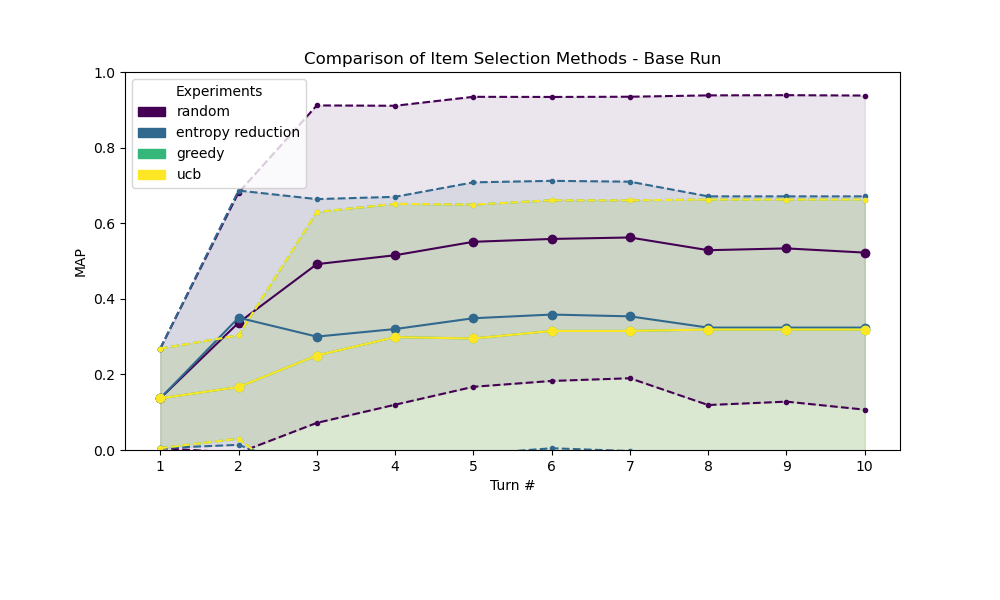 Comparison of Item Selection Methods - Base Run
1.0
0.8
0.6
0.4
0.2
0.0
MAP
Experiments
random
entropy reduction
greedy
ucb
1 2 3 4 5 6 7 8 9 10
Turn #